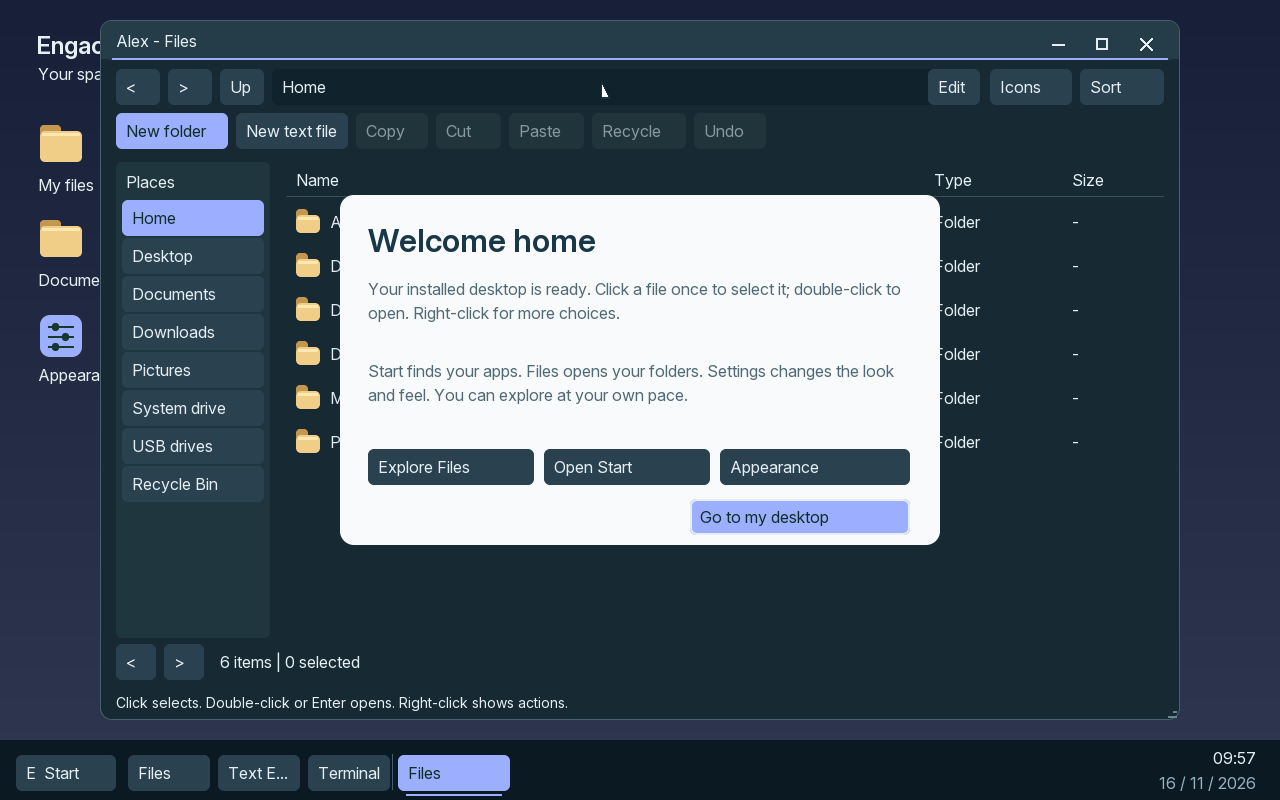 Alex - Files
Your spa
< > Up Home Edit Icons Sort
New folder New text file Copy Cut Paste Recycle Undo
My files
Docume
Appeara
Places
Home
Desktop
Documents
Downloads
Pictures
System drive
USB drives
Recycle Bin
Name Type Size
A Folder -
D Folder -
D Folder -
D Folder -
M Folder -
P Folder -
Welcome home
Your installed desktop is ready. Click a file once to select it; double-click to
open. Right-click for more choices.
Start finds your apps. Files opens your folders. Settings changes the look
and feel. You can explore at your own pace.
Explore Files Open Start Appearance
Go to my desktop
< > 6 items | 0 selected
Click selects. Double-click or Enter opens. Right-click shows actions.
E Start Files Text E... Terminal Files
09:57
16 / 11 / 2026